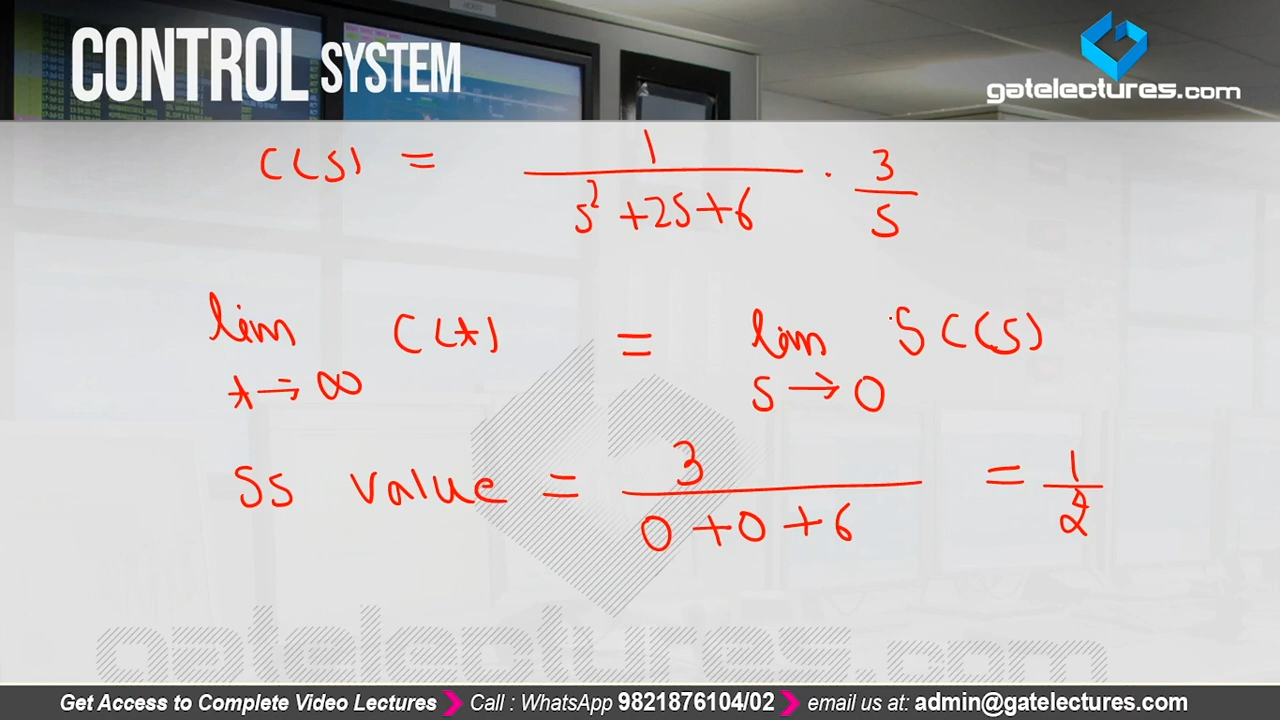 CONTROL SYSTEM
gatelectures.com
C(s) = 1/(s²+2s+6) · 3/s
lim t→∞ C(t) = lim s→0 SC(s)
SS value = 3/(0+0+6) = 1/2
gatelectures.com
Get Access to Complete Video Lectures Call : WhatsApp 9821876104/02 email us at: admin@gatelectures.com